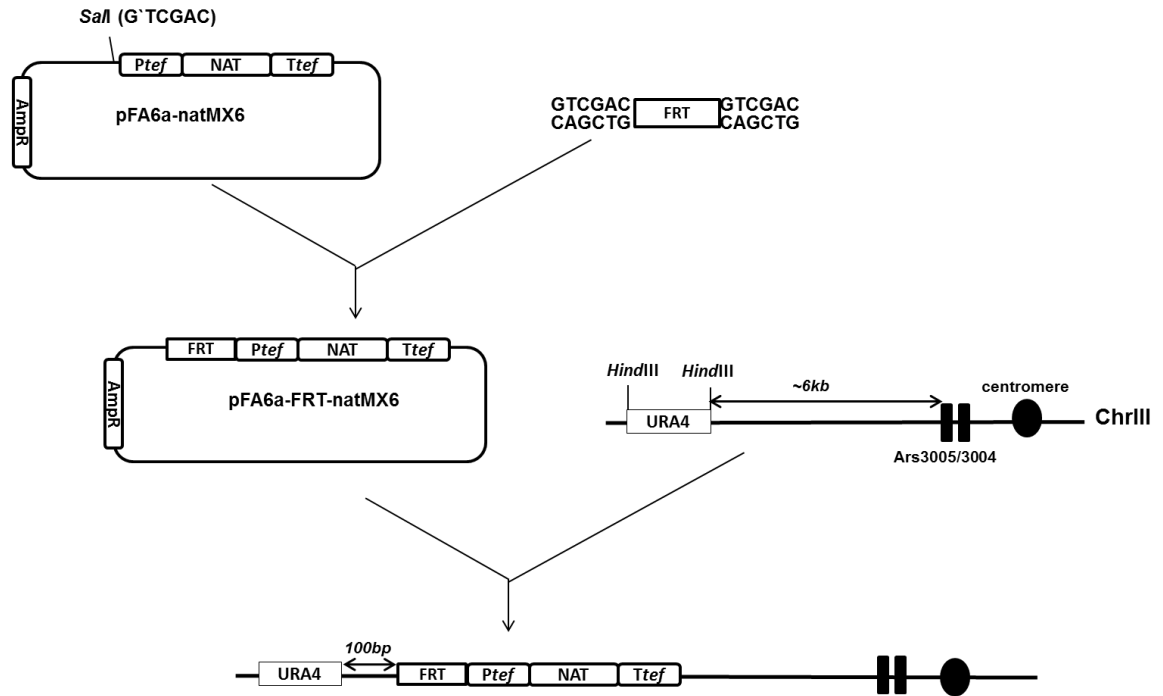 SalI (G`TCGAC)
Ptef NAT Ttef
AmpR
pFA6a-natMX6
GTCGAC FRT GTCGAC
CAGCTG CAGCTG
FRT Ptef NAT Ttef
AmpR
pFA6a-FRT-natMX6
HindIII HindIII ~6kb centromere
URA4 ChrIII
Ars3005/3004
100bp
URA4 FRT Ptef NAT Ttef